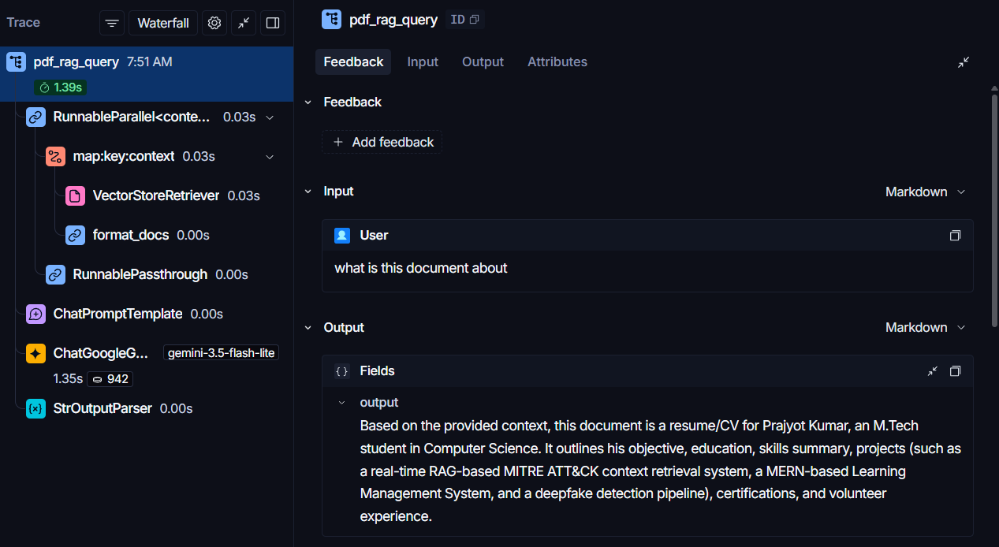 Trace
Waterfall
pdf_rag_query 7:51 AM
1.39s
RunnableParallel<conte... 0.03s
map:key:context 0.03s
VectorStoreRetriever 0.03s
format_docs 0.00s
RunnablePassthrough 0.00s
ChatPromptTemplate 0.00s
ChatGoogleG... gemini-3.5-flash-lite
1.35s 942
StrOutputParser 0.00s
pdf_rag_query ID
Feedback Input Output Attributes
Feedback
+ Add feedback
Input Markdown
User
what is this document about
Output Markdown
{ } Fields
output
Based on the provided context, this document is a resume/CV for Prajyot Kumar, an M.Tech
student in Computer Science. It outlines his objective, education, skills summary, projects (such as
a real-time RAG-based MITRE ATT&CK context retrieval system, a MERN-based Learning
Management System, and a deepfake detection pipeline), certifications, and volunteer
experience.